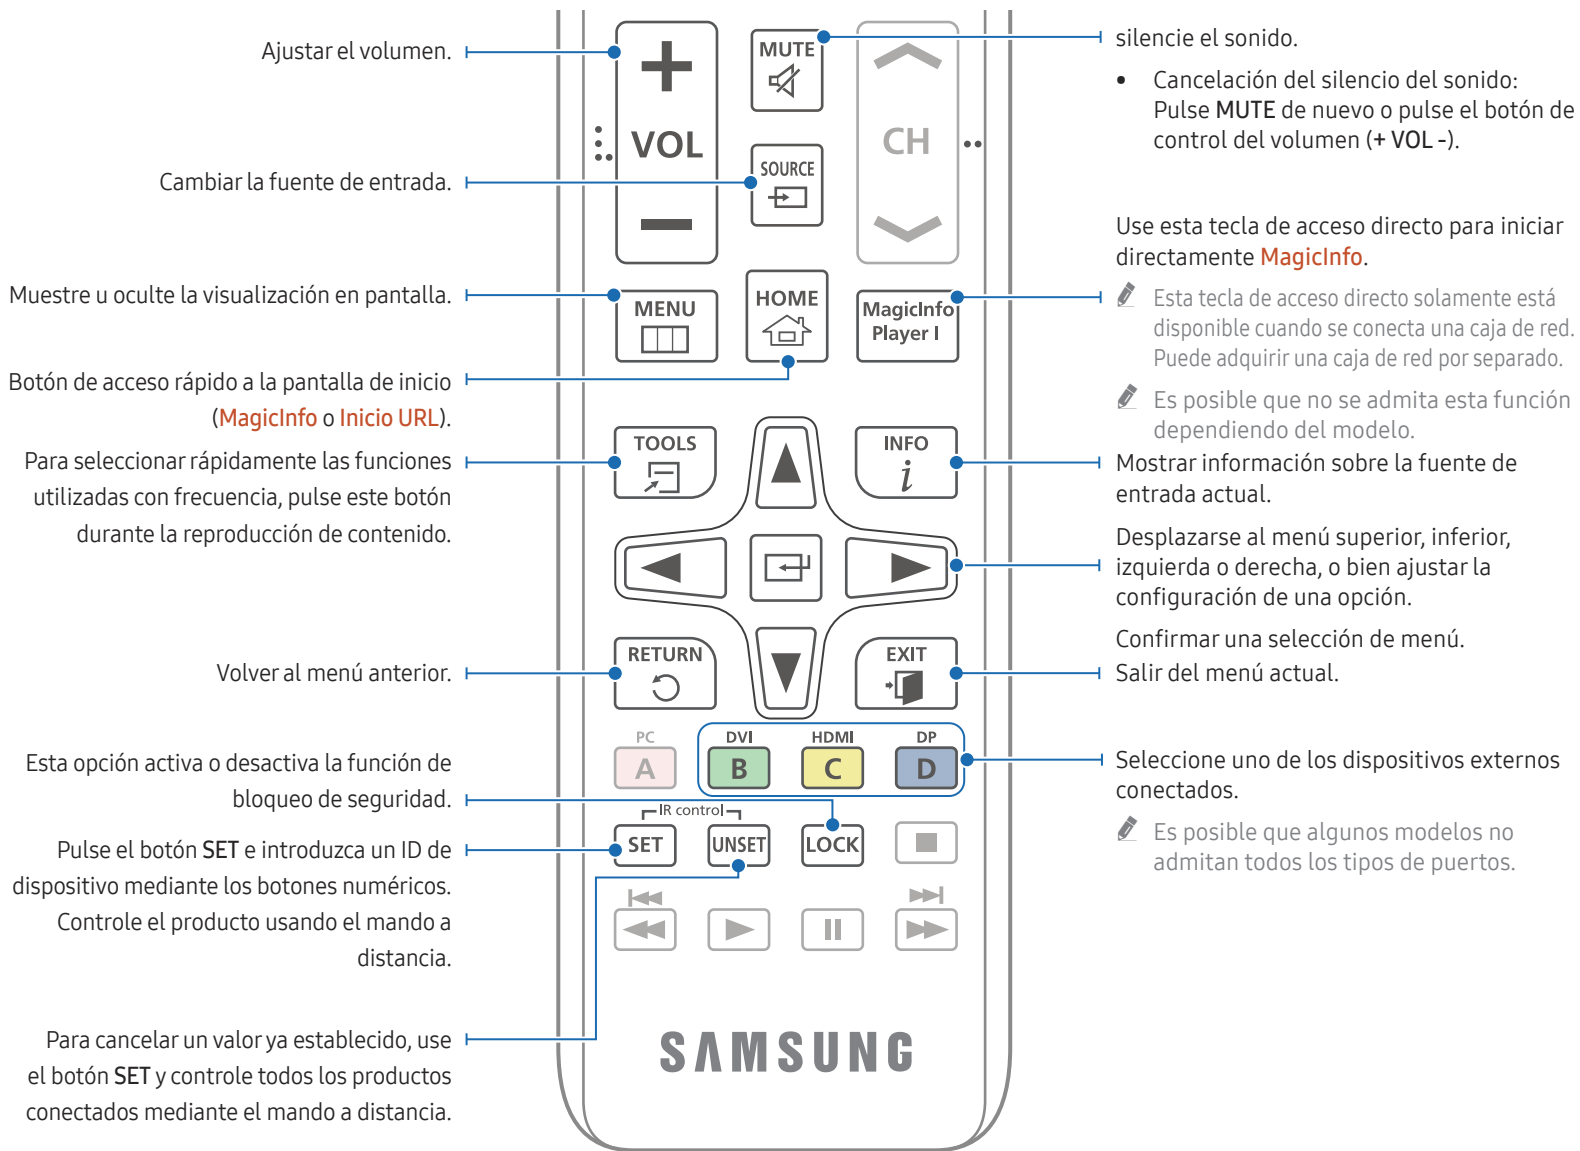 Ajustar el volumen.
Cambiar la fuente de entrada.
Muestre u oculte la visualización en pantalla.
Botón de acceso rápido a la pantalla de inicio
(MagicInfo o Inicio URL).
Para seleccionar rápidamente las funciones
utilizadas con frecuencia, pulse este botón
durante la reproducción de contenido.
Volver al menú anterior.
Esta opción activa o desactiva la función de
bloqueo de seguridad.
Pulse el botón SET e introduzca un ID de
dispositivo mediante los botones numéricos.
Controle el producto usando el mando a
distancia.
Para cancelar un valor ya establecido, use
el botón SET y controle todos los productos
conectados mediante el mando a distancia.
MUTE
VOL
CH
SOURCE
MENU
HOME
MagicInfo
Player I
TOOLS
INFO
i
RETURN
EXIT
PC
DVI
HDMI
DP
A
B
C
D
IR control
SET
UNSET
LOCK
SAMSUNG
silencie el sonido.
• Cancelación del silencio del sonido:
Pulse MUTE de nuevo o pulse el botón de
control del volumen (+ VOL -).
Use esta tecla de acceso directo para iniciar
directamente MagicInfo.
Esta tecla de acceso directo solamente está
disponible cuando se conecta una caja de red.
Puede adquirir una caja de red por separado.
Es posible que no se admita esta función
dependiendo del modelo.
Mostrar información sobre la fuente de
entrada actual.
Desplazarse al menú superior, inferior,
izquierda o derecha, o bien ajustar la
configuración de una opción.
Confirmar una selección de menú.
Salir del menú actual.
Seleccione uno de los dispositivos externos
conectados.
Es posible que algunos modelos no
admitan todos los tipos de puertos.